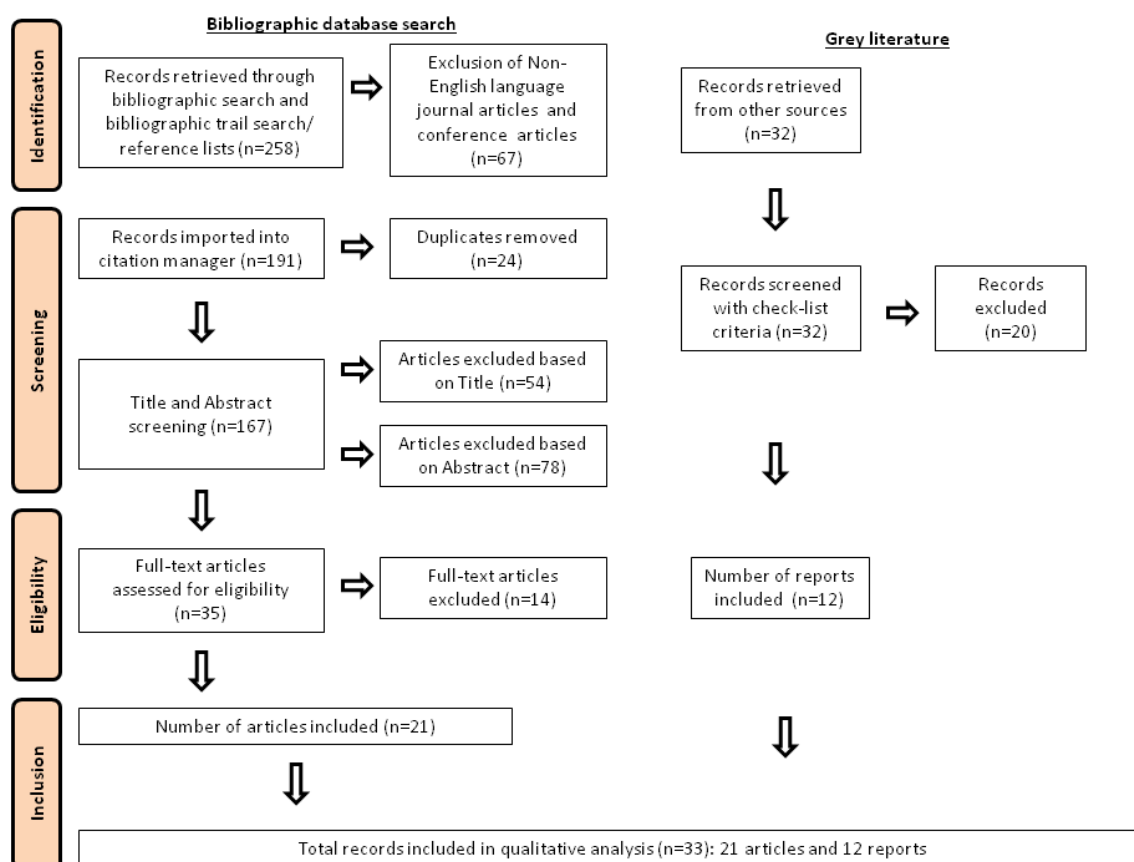 Bibliographic database search
Grey literature
Identification
Records retrieved through
bibliographic search and
bibliographic trail search/
reference lists (n=258)
Exclusion of Non-
English language
journal articles and
conference articles
(n=67)
Records retrieved
from other sources
(n=32)
Screening
Records imported into
citation manager (n=191)
Duplicates removed
(n=24)
Records screened
with check-list
criteria (n=32)
Records
excluded
(n=20)
Title and Abstract
screening (n=167)
Articles excluded based
on Title (n=54)
Articles excluded based
on Abstract (n=78)
Eligibility
Full-text articles
assessed for eligibility
(n=35)
Full-text articles
excluded (n=14)
Number of reports
included (n=12)
Inclusion
Number of articles included (n=21)
Total records included in qualitative analysis (n=33): 21 articles and 12 reports